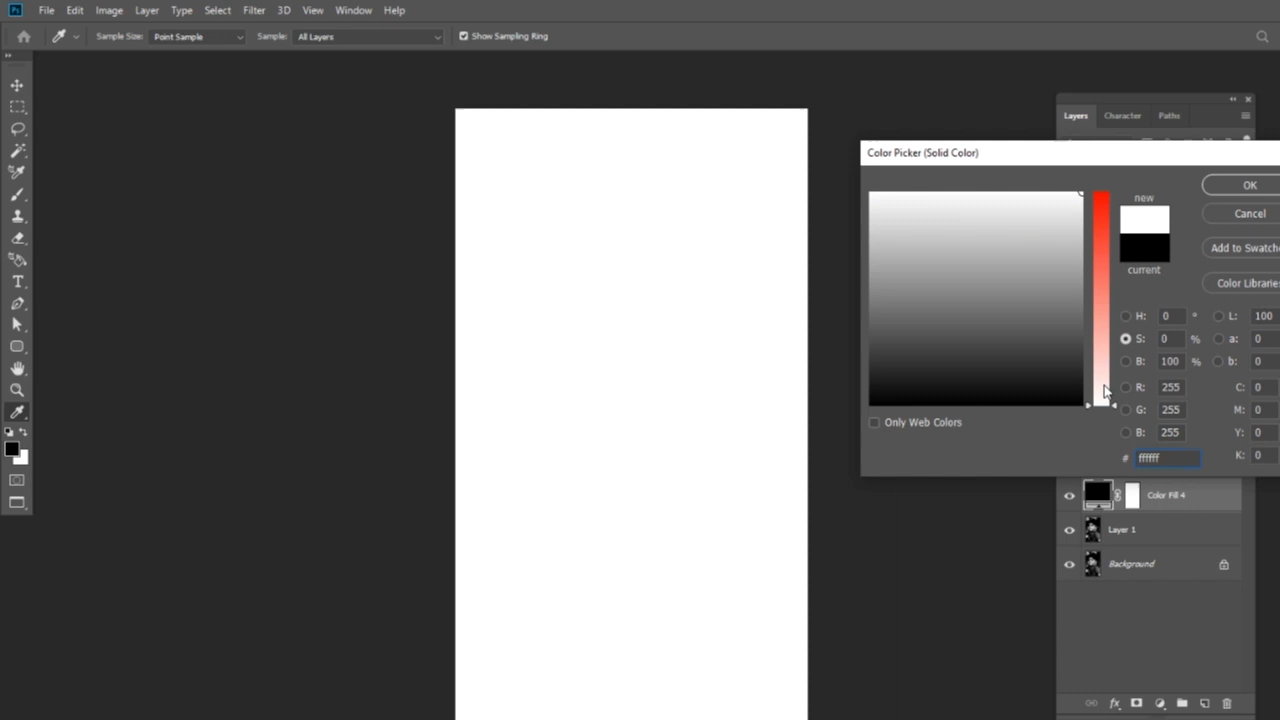 Ps File Edit Image Layer Type Select Filter 3D View Window Help
Sample Size: Point Sample Sample: All Layers Show Sampling Ring
Layers Character Paths
Color Picker (Solid Color)
new
current
OK
Cancel
Add to Swatche
Color Libraries
H: 0 ° L: 100
S: 0 % a: 0
B: 100 % b: 0
R: 255 C: 0
G: 255 M: 0
B: 255 Y: 0
# ffffff K: 0
Only Web Colors
Color Fill 4
Layer 1
Background
fx
T